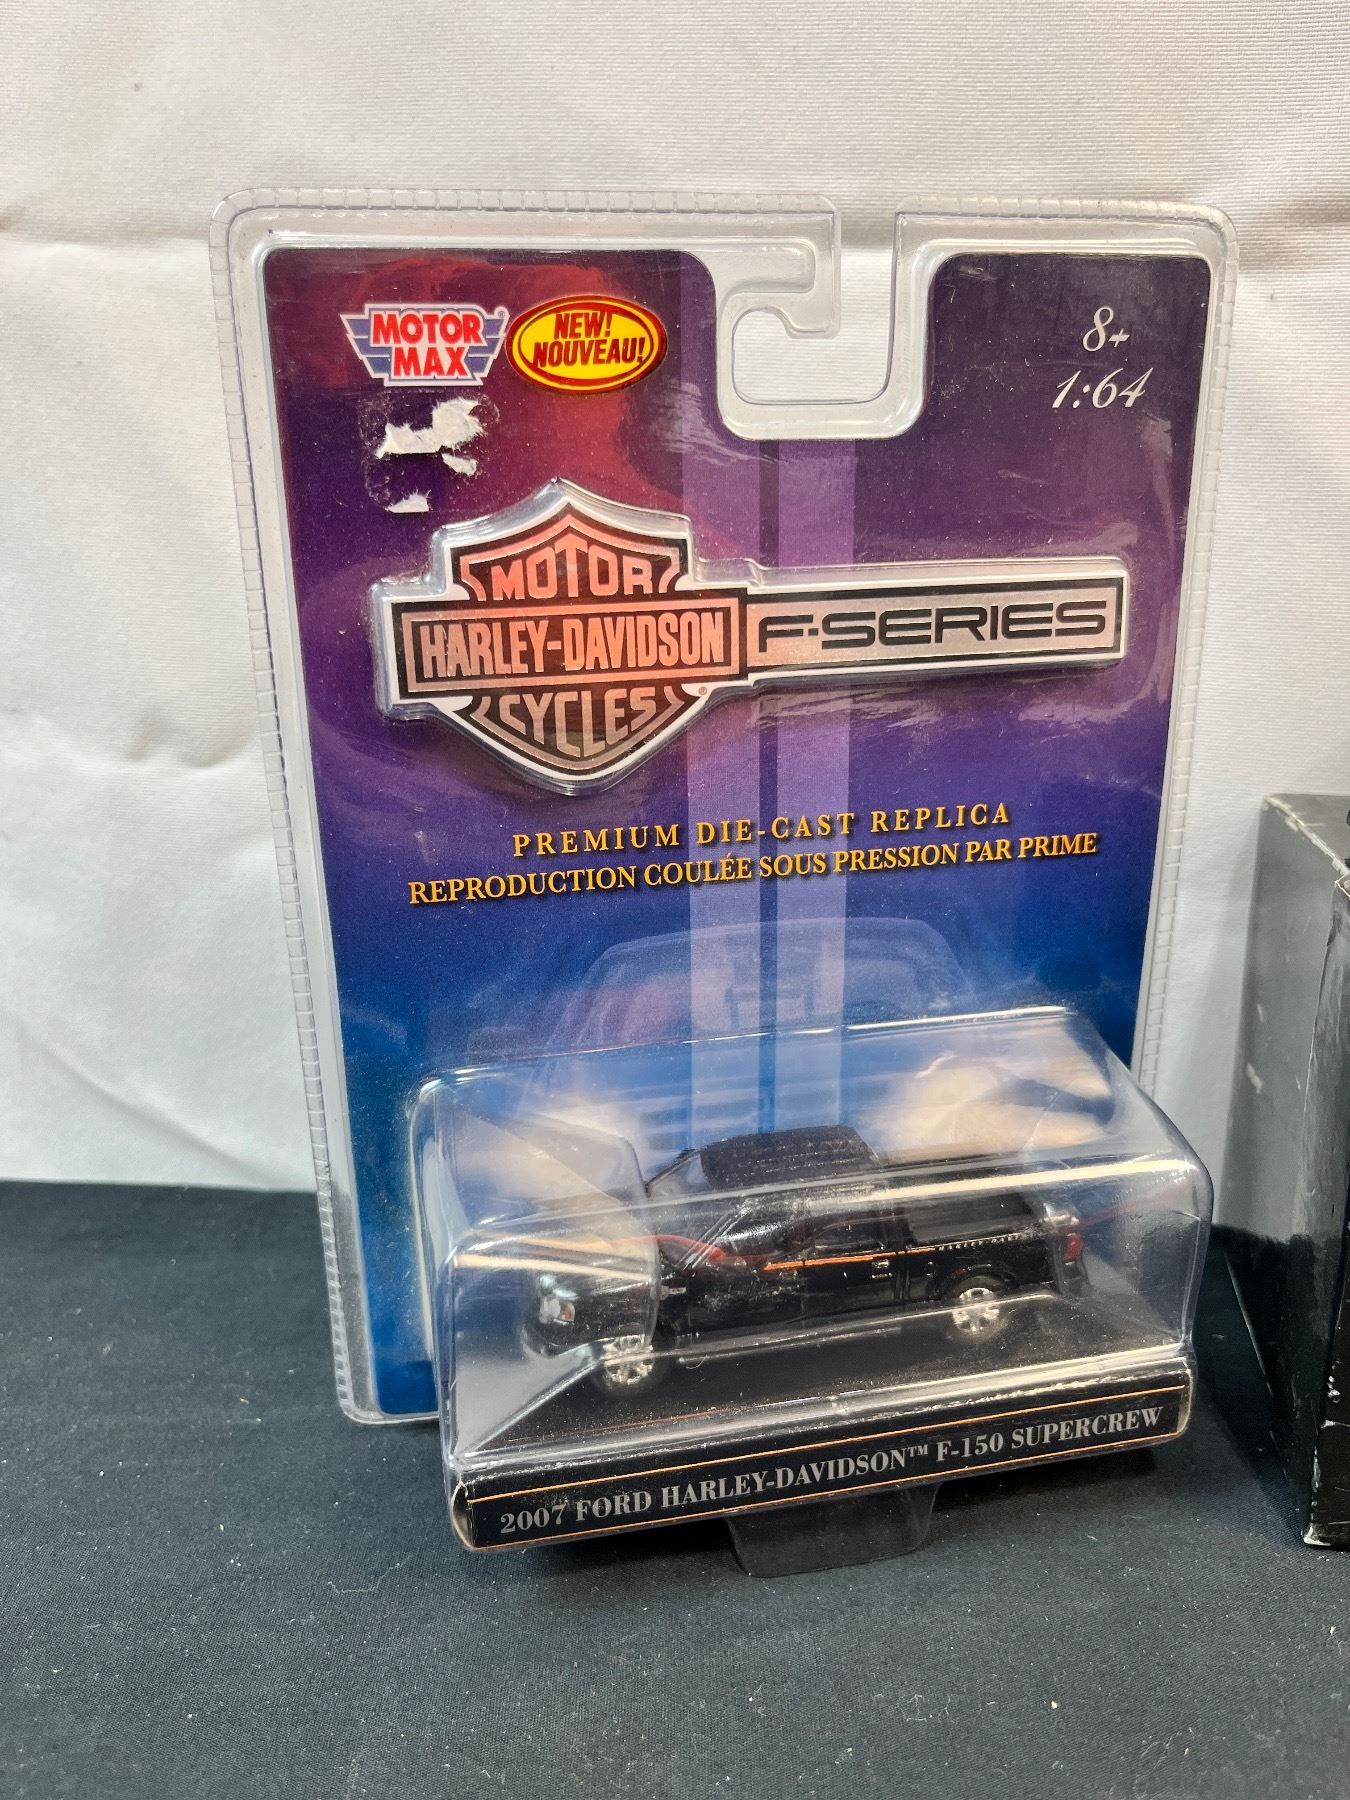 MOTOR
MAX
®
NEW!
NOUVEAU!
8+
1:64
MOTOR
HARLEY-DAVIDSON
CYCLES
®
F-SERIES
PREMIUM DIE-CAST REPLICA
REPRODUCTION COULÉE SOUS PRESSION PAR PRIME
2007 FORD HARLEY-DAVIDSON™ F-150 SUPERCREW